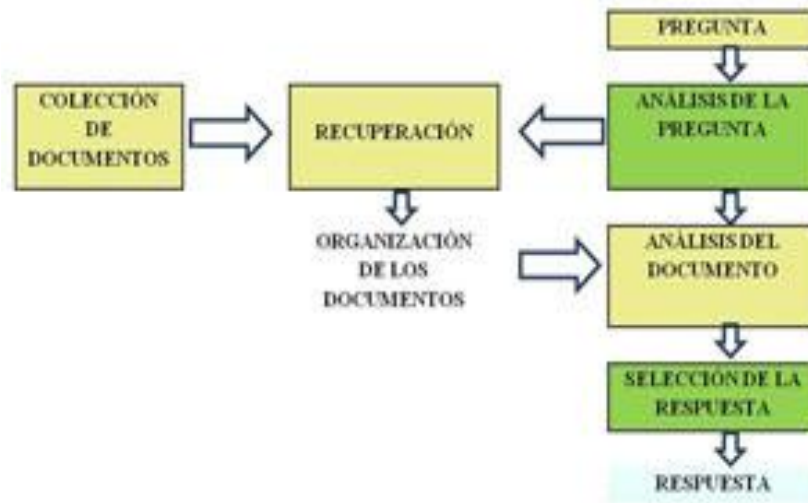 PREGUNTA
COLECCIÓN
DE
DOCUMENTOS
RECUPERACIÓN
ANÁLISIS DE LA
PREGUNTA
ORGANIZACIÓN
DE LOS
DOCUMENTOS
ANÁLISIS DEL
DOCUMENTO
SELECCIÓN DE LA
RESPUESTA
RESPUESTA